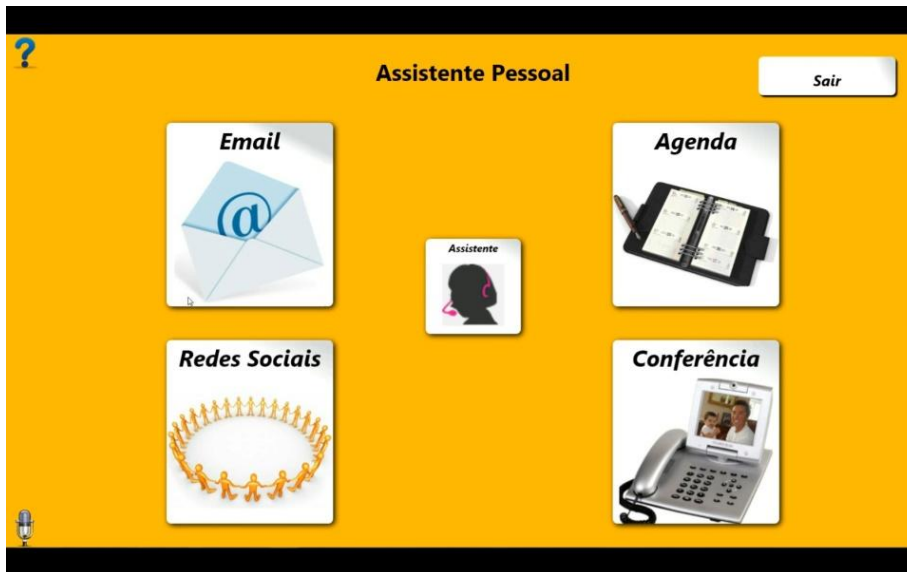 ?
Assistente Pessoal
Sair
Email
@
Agenda
Assistente
Redes Sociais
Conferência